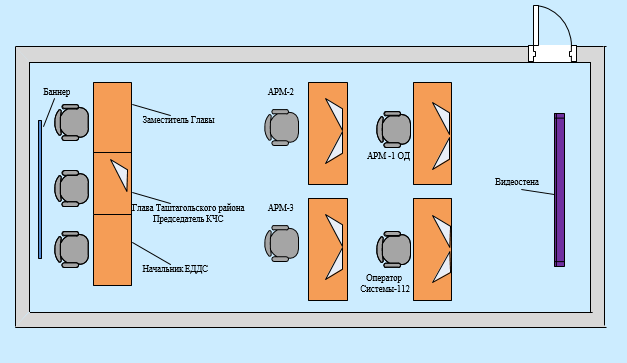 Баннер
Заместитель Главы
Глава Таштагольского района
Председатель КЧС
Начальник ЕДДС
АРМ-2
АРМ-3
АРМ -1 ОД
Оператор
Системы-112
Видеостена